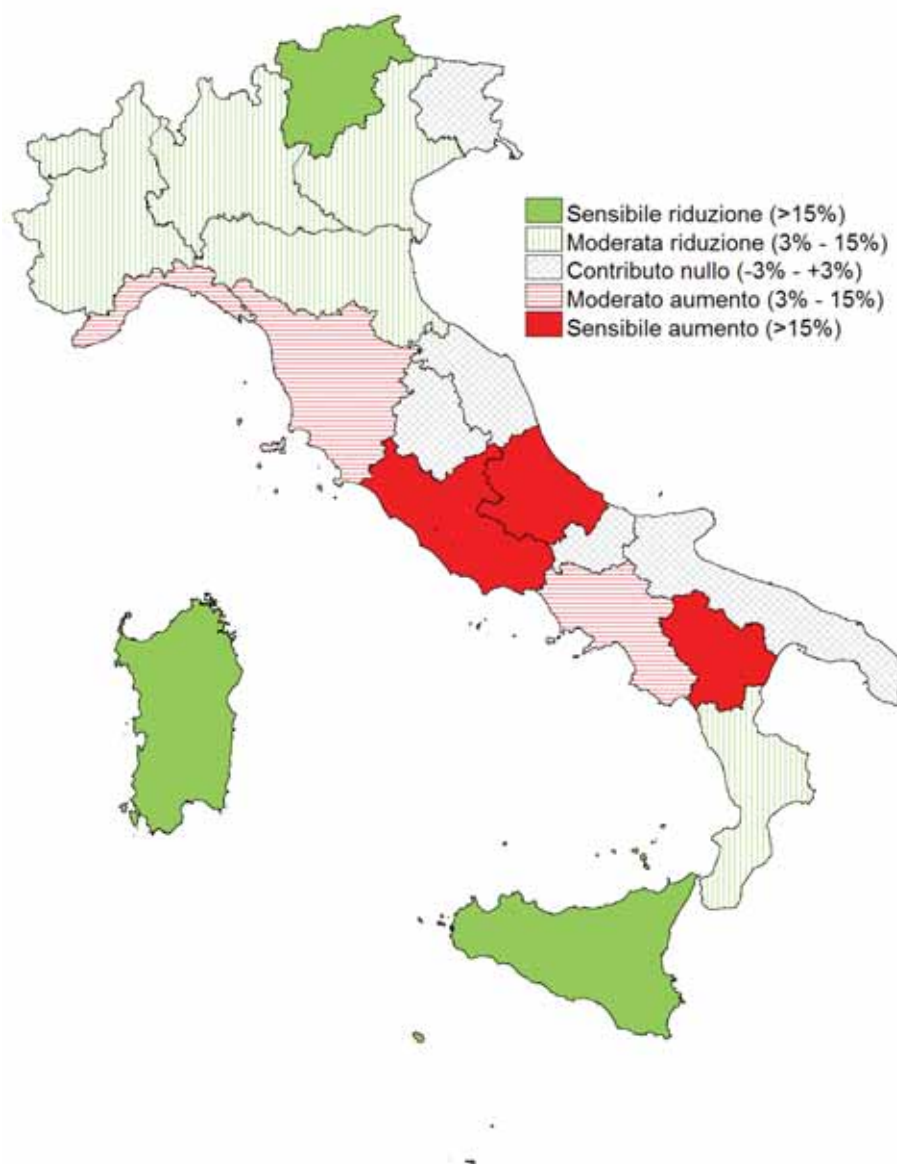 Sensibile riduzione (>15%)
Moderata riduzione (3% - 15%)
Contributo nullo (-3% - +3%)
Moderato aumento (3% - 15%)
Sensibile aumento (>15%)